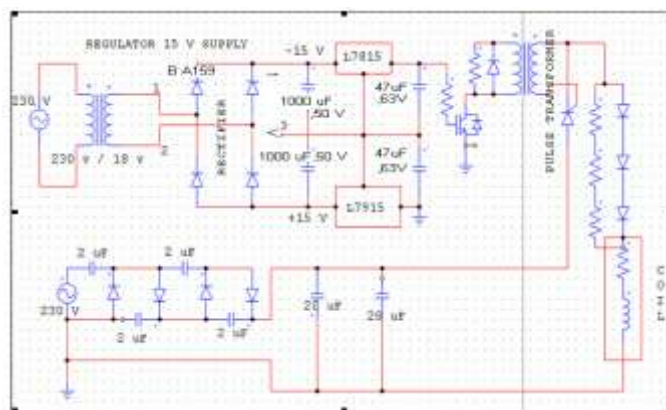 REGULATOR 15 V SUPPLY
-15 V
L7815
B A159
1
1000 uF
,50 V
47uF
,63V
230 V
RECTIFIER
3
PULSE TRANSFORMER
2
230 v / 18 v
1000 uF,50 V
47uF
,63V
+15 V
L7915
2 uF
2 uF
COIL
230 V
2 uF
2 uF
20 uF
20 uF